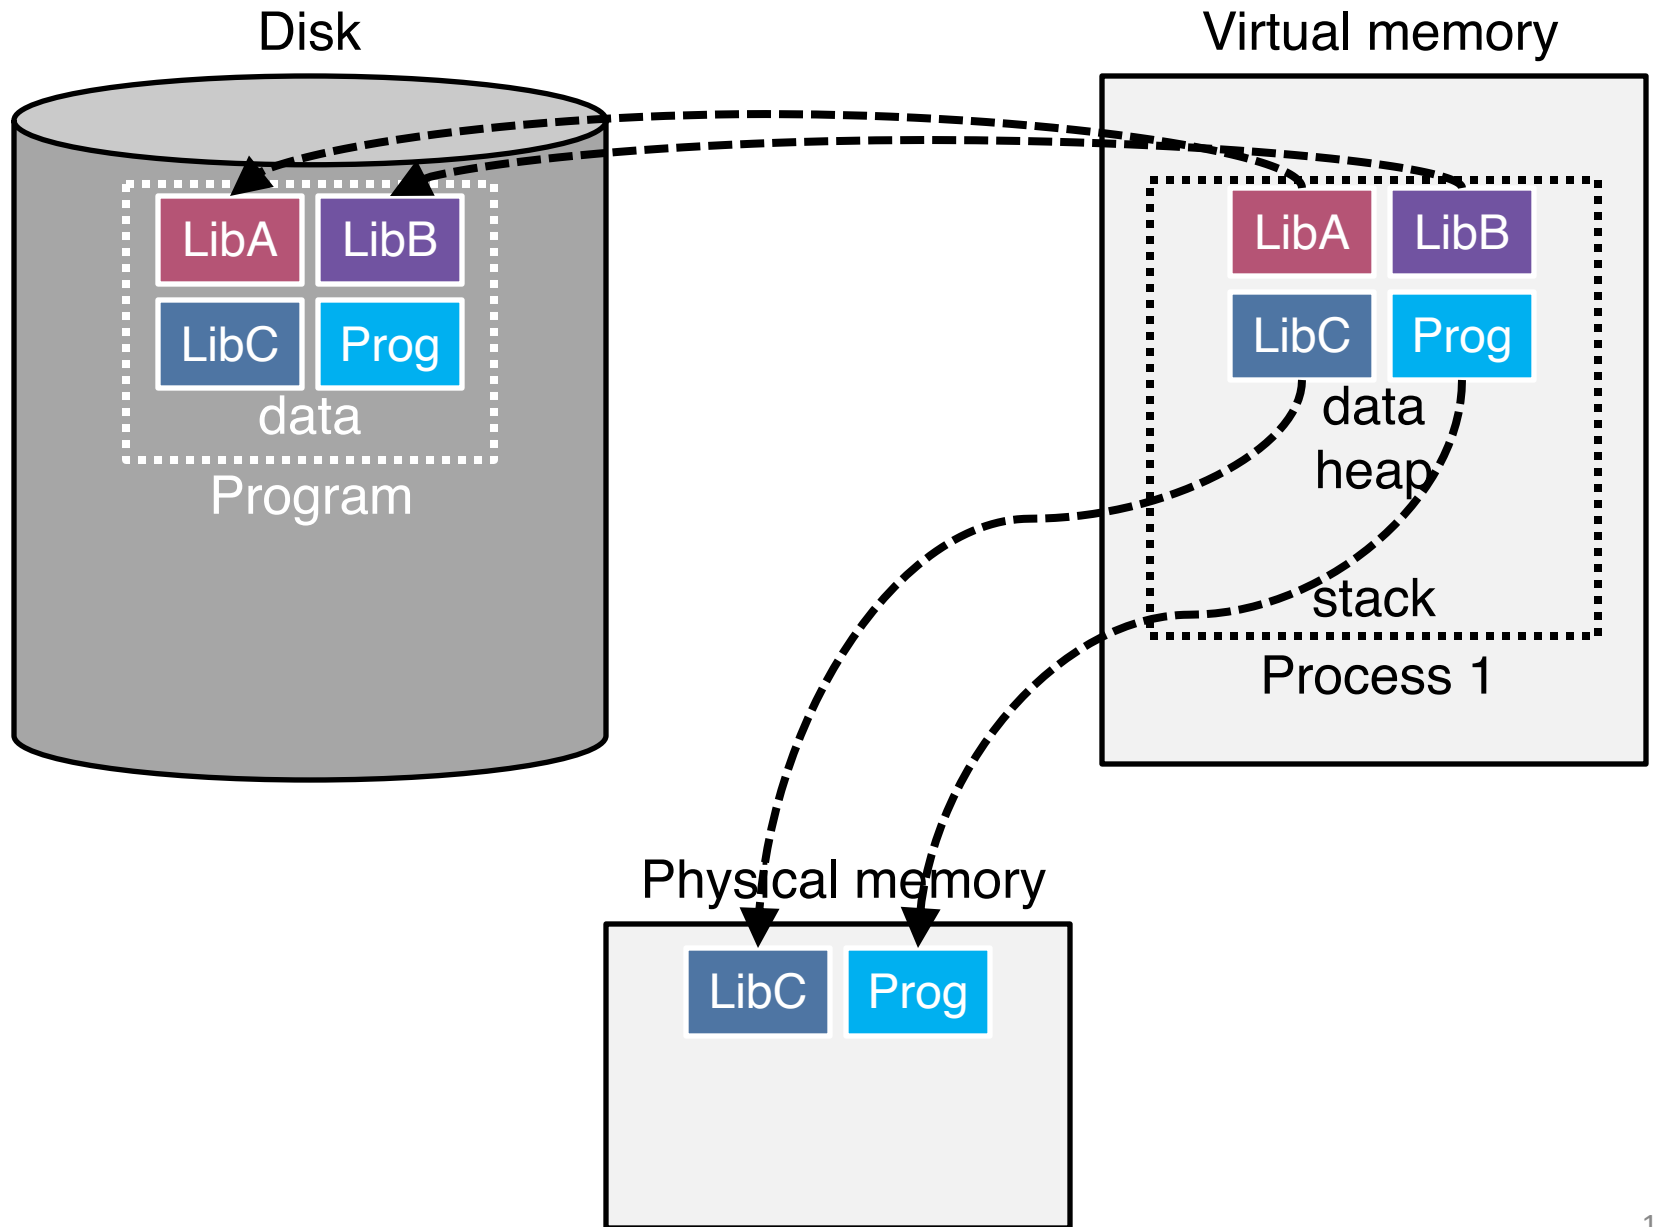 Disk
Virtual memory
LibA LibB
LibC Prog
data
Program
LibA LibB
LibC Prog
data
heap
stack
Process 1
Physical memory
LibC Prog
1